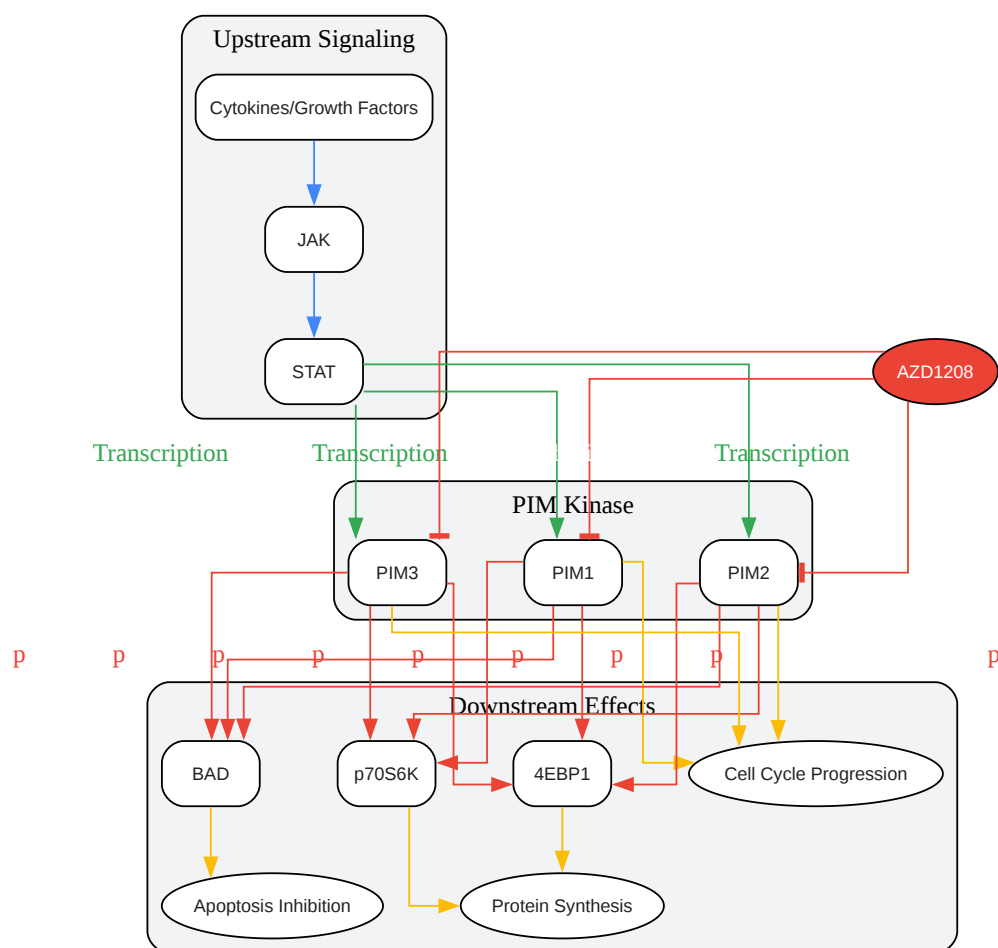 Upstream Signaling
Cytokines/Growth Factors
JAK
STAT
AZD1208
Transcription
Transcription
Transcription
PIM Kinase
PIM3
PIM1
PIM2
p p p p p p p p p
Downstream Effects
BAD
p70S6K
4EBP1
Cell Cycle Progression
Apoptosis Inhibition
Protein Synthesis